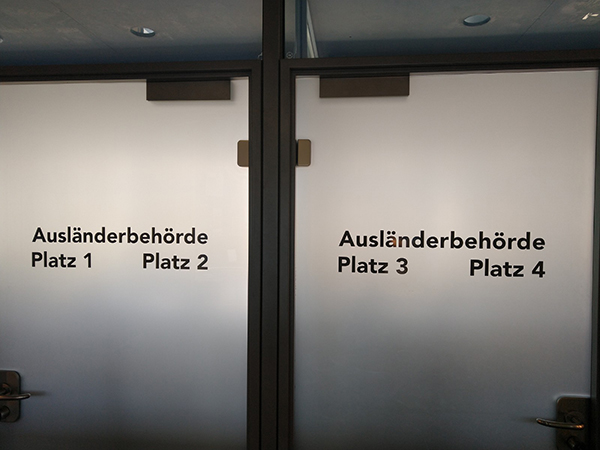 Ausländerbehörde
Platz 1 Platz 2
Ausländerbehörde
Platz 3 Platz 4